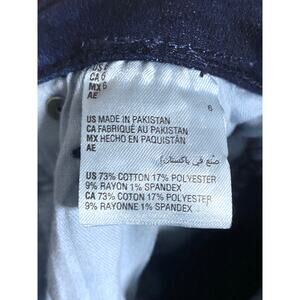 US 6
CA 6
MX 6
AE
6
US MADE IN PAKISTAN
CA FABRIQUÉ AU PAKISTAN
MX HECHO EN PAQUISTÁN
AE
صنع في باكستان
US 73% COTTON 17% POLYESTER
9% RAYON 1% SPANDEX
CA 73% COTON 17% POLYESTER
9% RAYONNE 1% SPANDEX